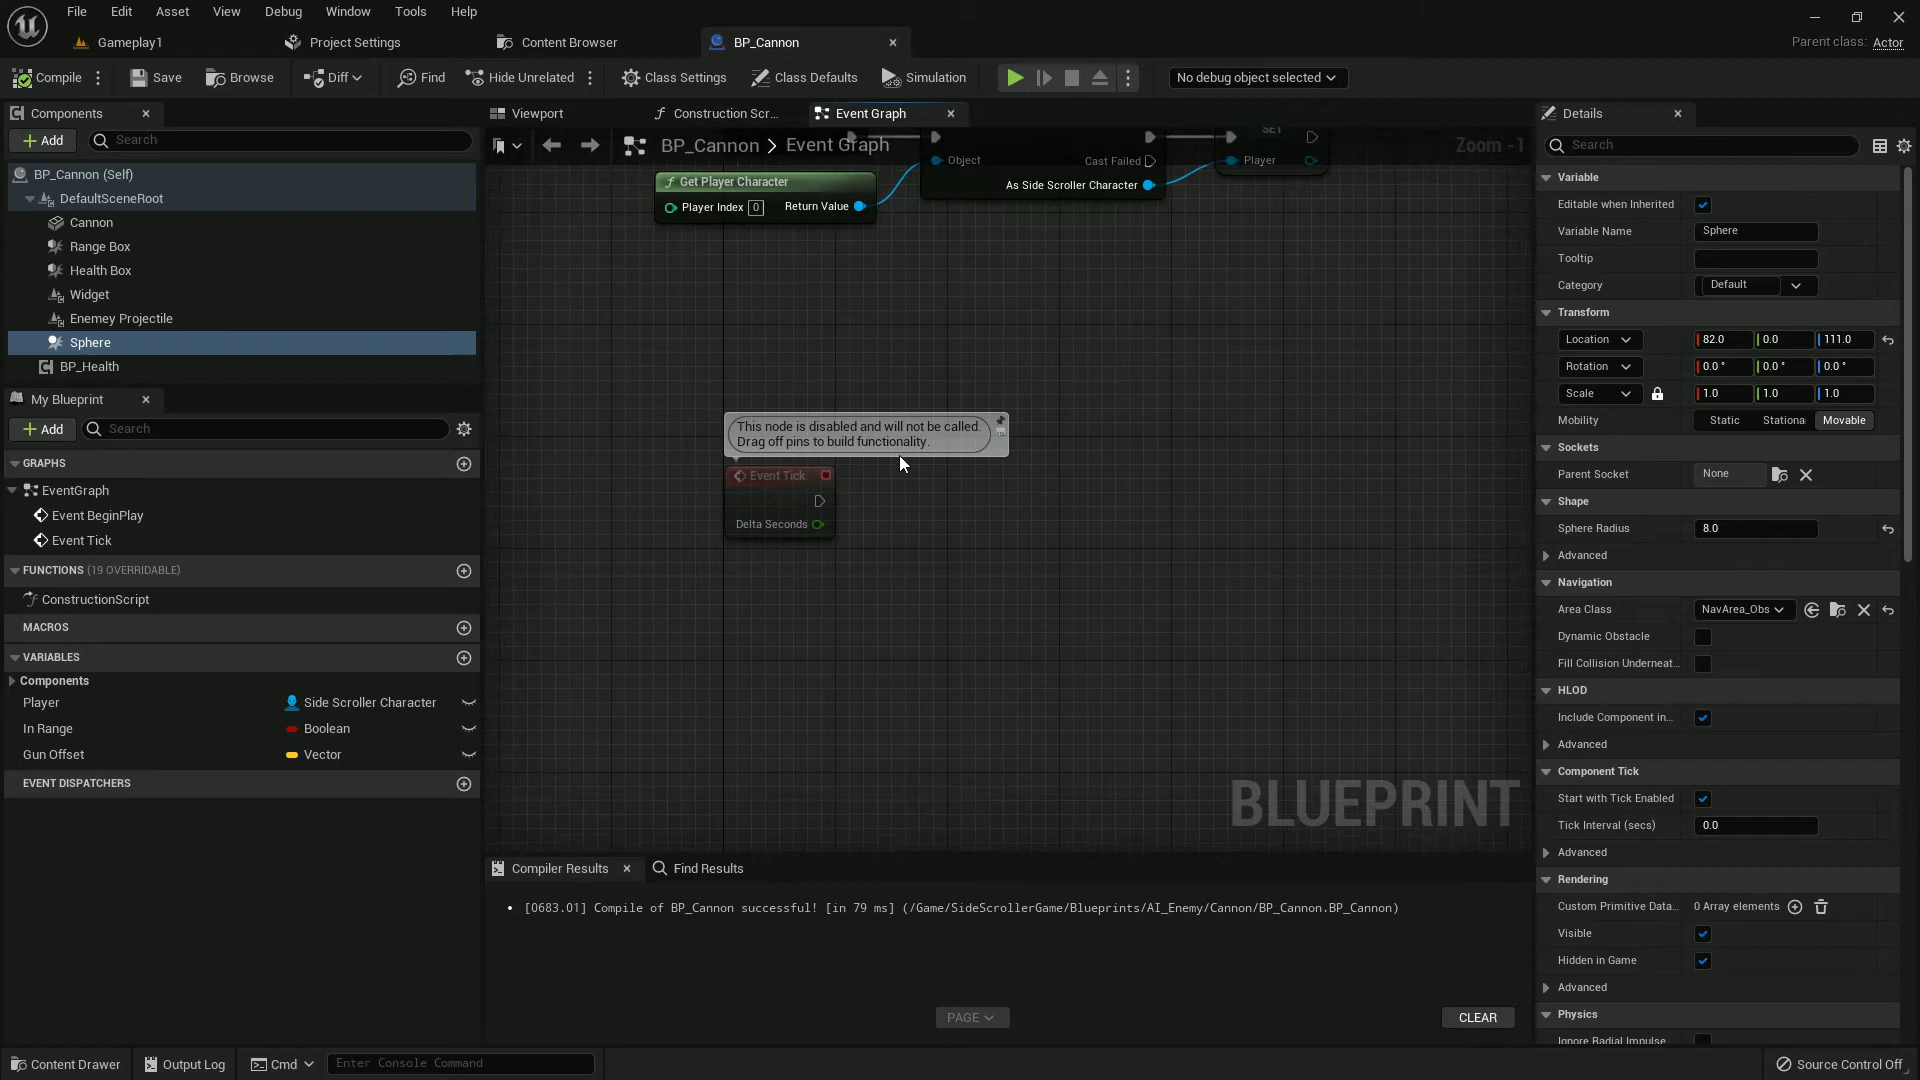 File
Edit
Asset
View
Debug
Window
Tools
Help
Gameplay1
Project Settings
Content Browser
BP_Cannon
Parent class: Actor
Compile
Save
Browse
Diff
Find
Hide Unrelated
Class Settings
Class Defaults
Simulation
No debug object selected
Components
Add
Search
BP_Cannon (Self)
DefaultSceneRoot
Cannon
Range Box
Health Box
Widget
Enemey Projectile
Sphere
BP_Health
My Blueprint
Add
Search
GRAPHS
EventGraph
Event BeginPlay
Event Tick
FUNCTIONS (19 OVERRIDABLE)
ConstructionScript
MACROS
VARIABLES
Components
Player
Side Scroller Character
In Range
Boolean
Gun Offset
Vector
EVENT DISPATCHERS
Viewport
Construction Scr...
Event Graph
BP_Cannon > Event Graph
Zoom -1
SET
Object
Cast Failed
Player
As Side Scroller Character
Get Player Character
Player Index 0
Return Value
This node is disabled and will not be called.
Drag off pins to build functionality.
Event Tick
Delta Seconds
BLUEPRINT
Compiler Results
Find Results
[0683.01] Compile of BP_Cannon successful! [in 79 ms] (/Game/SideScrollerGame/Blueprints/AI_Enemy/Cannon/BP_Cannon.BP_Cannon)
PAGE
CLEAR
Details
Search
Variable
Editable when Inherited
Variable Name
Sphere
Tooltip
Category
Default
Transform
Location
82.0
0.0
111.0
Rotation
0.0 °
0.0 °
0.0 °
Scale
1.0
1.0
1.0
Mobility
Static
Stationa
Movable
Sockets
Parent Socket
None
Shape
Sphere Radius
8.0
Advanced
Navigation
Area Class
NavArea_Obs
Dynamic Obstacle
Fill Collision Underneat...
HLOD
Include Component in...
Advanced
Component Tick
Start with Tick Enabled
Tick Interval (secs)
0.0
Advanced
Rendering
Custom Primitive Data...
0 Array elements
Visible
Hidden in Game
Advanced
Physics
Ignore Radial Impulse
Content Drawer
Output Log
Cmd
Enter Console Command
Source Control Off